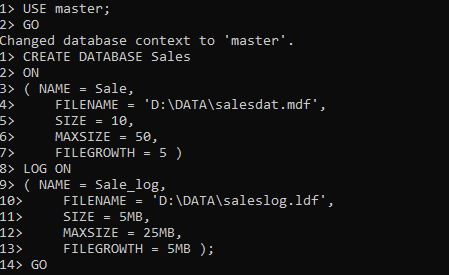 1> USE master;
2> GO
Changed database context to 'master'.
1> CREATE DATABASE Sales
2> ON
3> ( NAME = Sale,
4>     FILENAME = 'D:\DATA\salesdat.mdf',
5>     SIZE = 10,
6>     MAXSIZE = 50,
7>     FILEGROWTH = 5 )
8> LOG ON
9> ( NAME = Sale_log,
10>     FILENAME = 'D:\DATA\saleslog.ldf',
11>     SIZE = 5MB,
12>     MAXSIZE = 25MB,
13>     FILEGROWTH = 5MB );
14> GO